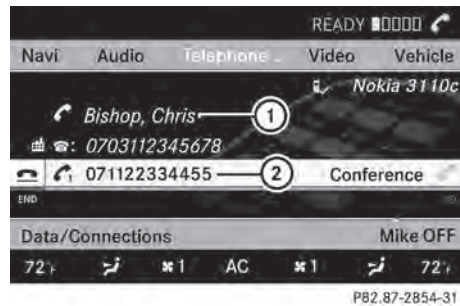 READY
Navi Audio Telephone Video Vehicle
Nokia 3110c
Bishop, Chris 1
: 0703112345678
071122334455 2 Conference
END
Data/Connections Mike OFF
72°F 1 AC 1 72°F
P82.87-2854-31